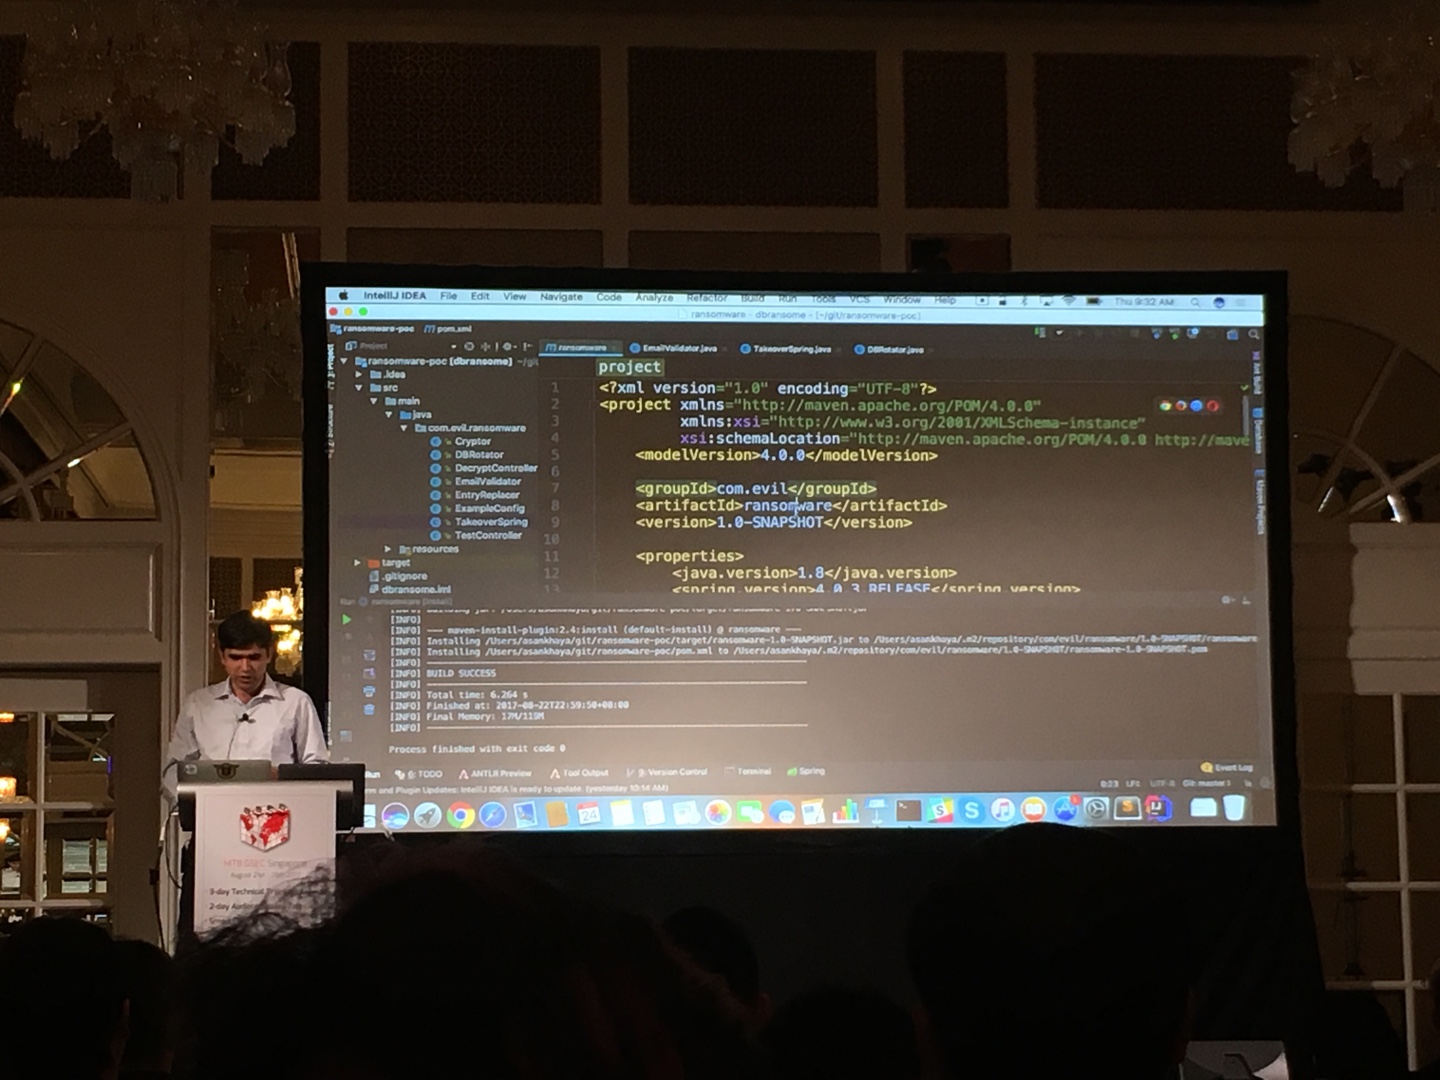 IntelliJ IDEA File Edit View Navigate Code Analyze Refactor Build Run Tools VCS Window Help Thu 9:32 AM
ransomware - dbransome - [~/git/ransomware-poc]
ransomware-poc pom.xml
Project ransomware EmailValidator.java TakeoverSpring.java DBRotator.java
ransomware-poc [dbransome]
.idea
src
main
java
com.evil.ransomware
Cryptor
DBRotator
DecryptController
EmailValidator
EntryReplacer
ExampleConfig
TakeoverSpring
TestController
resources
target
.gitignore
dbransome.iml
project
1 <?xml version="1.0" encoding="UTF-8"?>
2 <project xmlns="http://maven.apache.org/POM/4.0.0"
3 xmlns:xsi="http://www.w3.org/2001/XMLSchema-instance"
4 xsi:schemaLocation="http://maven.apache.org/POM/4.0.0 http://mave
5 <modelVersion>4.0.0</modelVersion>
6
7 <groupId>com.evil</groupId>
8 <artifactId>ransomware</artifactId>
9 <version>1.0-SNAPSHOT</version>
10
11 <properties>
12 <java.version>1.8</java.version>
13 <spring.version>4.0.3.RELEASE</spring.version>
Database
Maven Projects
Run ransomware [install]
[INFO]
[INFO] --- maven-install-plugin:2.4:install (default-install) @ ransomware ---
[INFO] Installing /Users/asankhaya/git/ransomware-poc/target/ransomware-1.0-SNAPSHOT.jar to /Users/asankhaya/.m2/repository/com/evil/ransomware/1.0-SNAPSHOT/ransomware
[INFO] Installing /Users/asankhaya/git/ransomware-poc/pom.xml to /Users/asankhaya/.m2/repository/com/evil/ransomware/1.0-SNAPSHOT/ransomware-1.0-SNAPSHOT.pom
[INFO]
[INFO] BUILD SUCCESS
[INFO]
[INFO] Total time: 6.264 s
[INFO] Finished at: 2017-08-22T22:59:50+08:00
[INFO] Final Memory: 17M/119M
[INFO]
Process finished with exit code 0
Run 6: TODO ANTLR Preview Tool Output 9: Version Control Terminal Spring Event Log
and Plugin Updates: IntelliJ IDEA is ready to update. (yesterday 10:14 AM) Git: master
24
HITB GSEC Singapore
3-day Technical
2-day